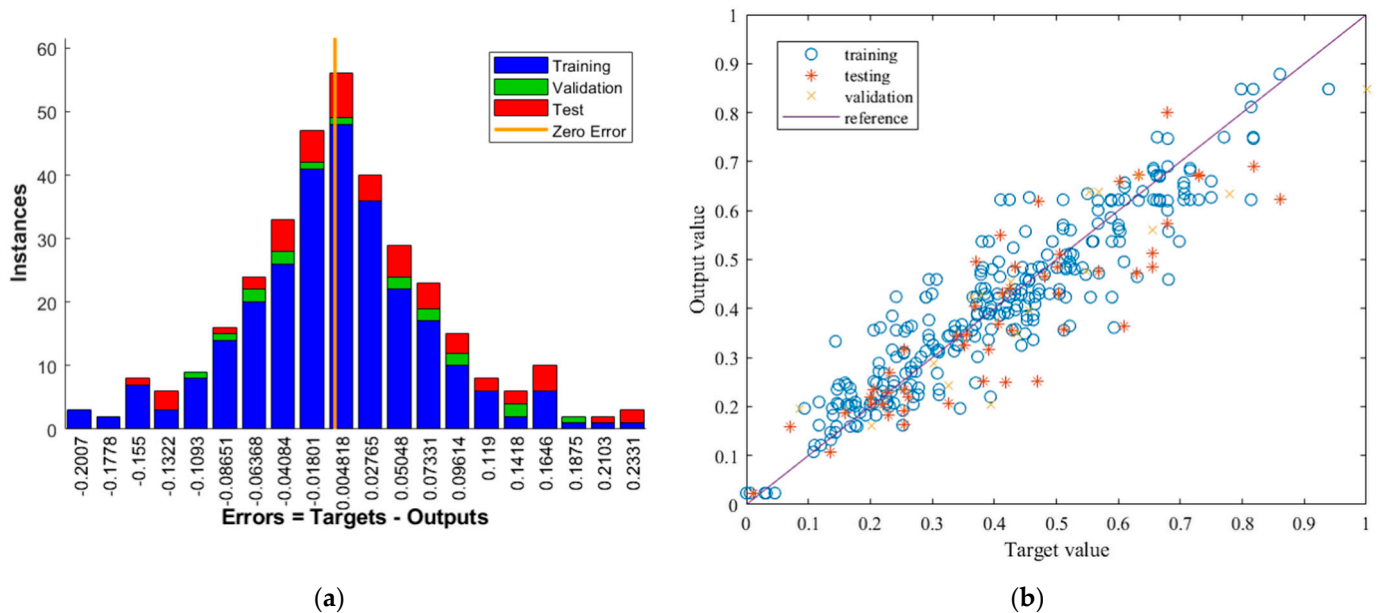 60
50
40
30
20
10
0
Instances
Training
Validation
Test
Zero Error
-0.2007
-0.1778
-0.155
-0.1322
-0.1093
-0.08651
-0.06368
-0.04084
-0.01801
0.004818
0.02765
0.05048
0.07331
0.09614
0.119
0.1418
0.1646
0.1875
0.2103
0.2331
Errors = Targets - Outputs
(a)
1
0.9
0.8
0.7
0.6
0.5
0.4
0.3
0.2
0.1
0
Output value
training
testing
validation
reference
0 0.1 0.2 0.3 0.4 0.5 0.6 0.7 0.8 0.9 1
Target value
(b)